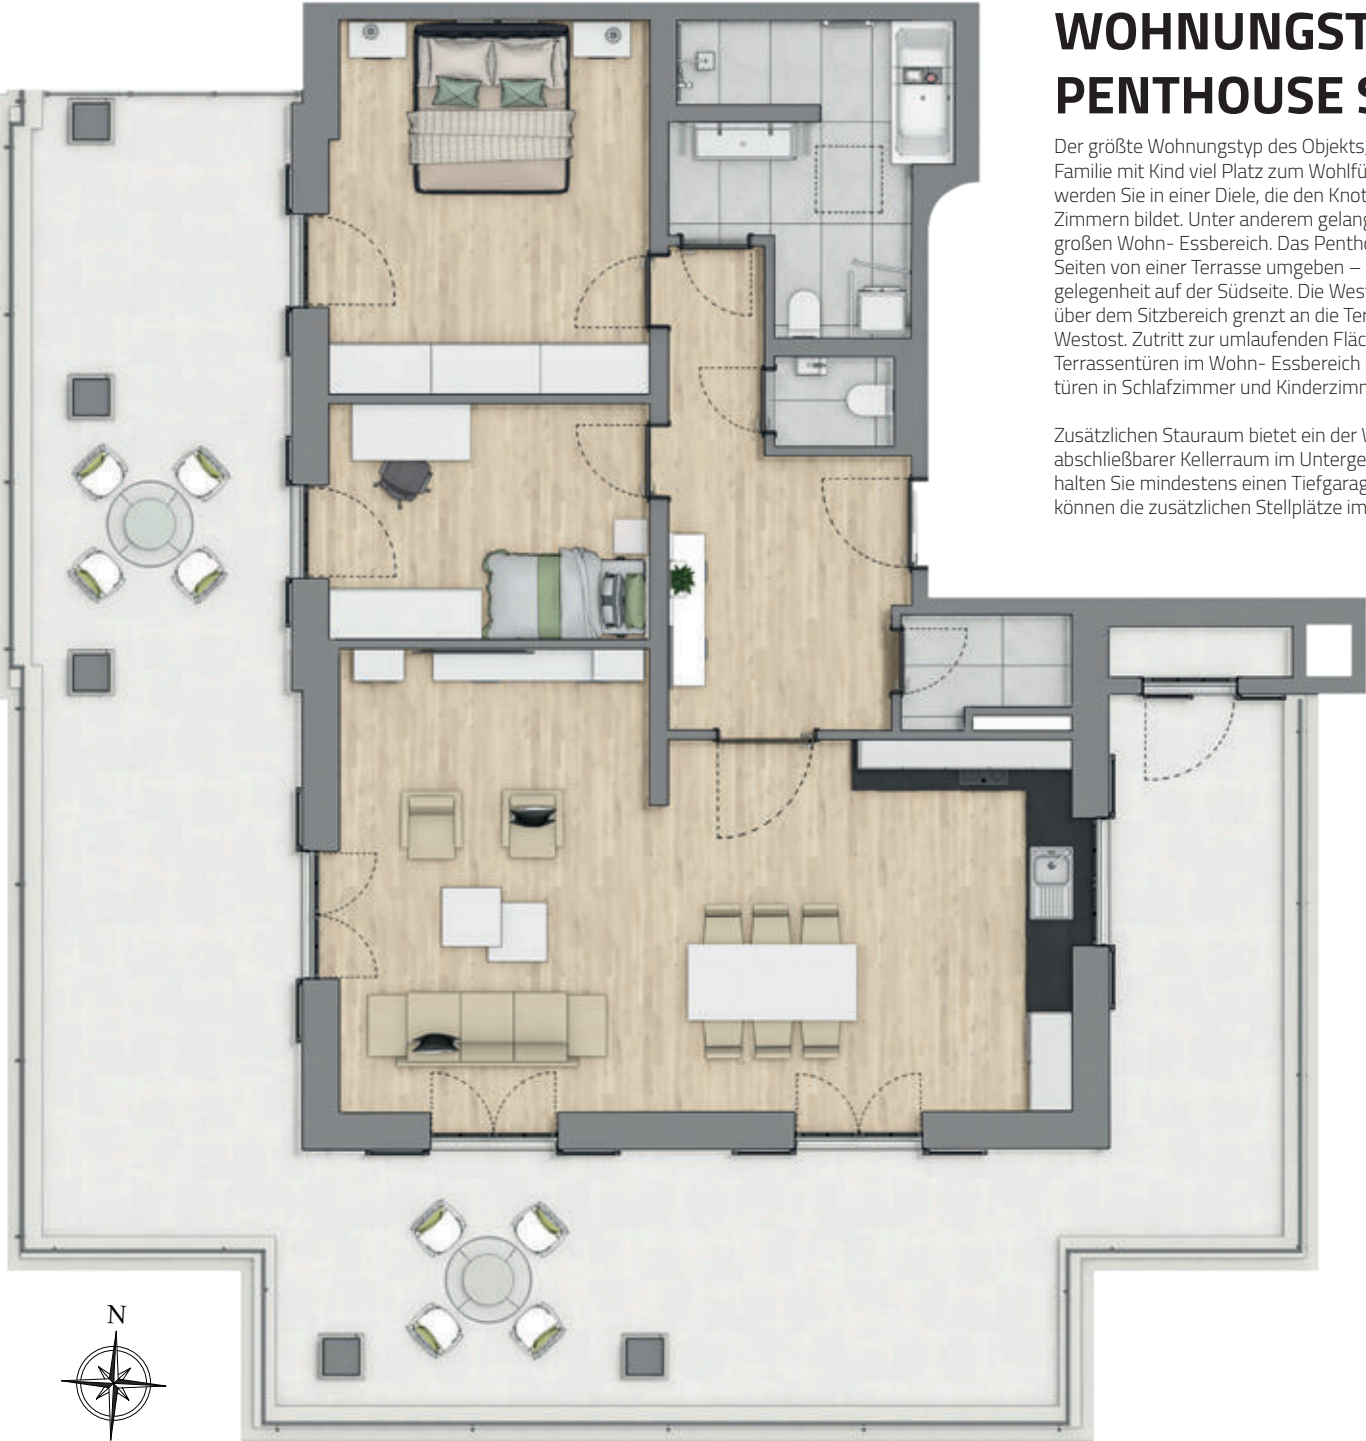 WOHNUNGST
PENTHOUSE S
Der größte Wohnungstyp des Objekts,
Familie mit Kind viel Platz zum Wohlfü
werden Sie in einer Diele, die den Knot
Zimmern bildet. Unter anderem gelang
großen Wohn- Essbereich. Das Pentho
Seiten von einer Terrasse umgeben –
gelegenheit auf der Südseite. Die West
über dem Sitzbereich grenzt an die Ter
Westost. Zutritt zur umlaufenden Fläc
Terrassentüren im Wohn- Essbereich
türen in Schlafzimmer und Kinderzimm
Zusätzlichen Stauraum bietet ein der W
abschließbarer Kellerraum im Unterge
halten Sie mindestens einen Tiefgarag
können die zusätzlichen Stellplätze im
N